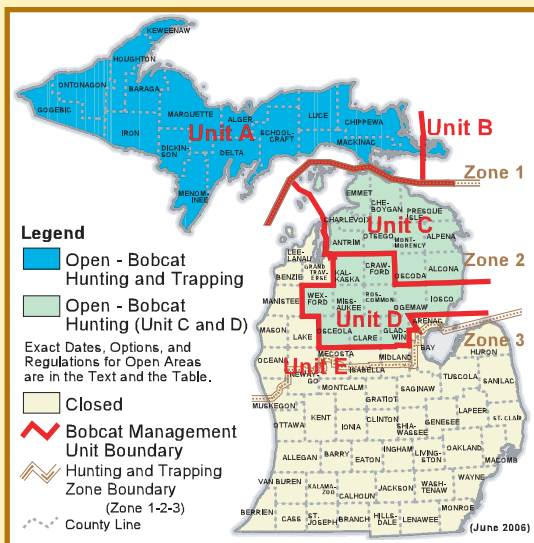 KEWEENAW
HOUGHTON
ONTONAGON
BARAGA
GOGEBIC
MARQUETTE
ALGER
LUCE
CHIPPEWA
Unit A
Unit B
IRON
DICKIN-
SON
DELTA
SCHOOL-
CRAFT
MACKINAC
MENOM-
INEE
Zone 1
EMMET
CHE-
BOYGAN
PRESQUE
ISLE
CHARLEVOIX
Unit C
ANTRIM
OTSEGO
MONT-
MORENCY
ALPENA
Legend
Open - Bobcat
Hunting and Trapping
Open - Bobcat
Hunting (Unit C and D)
Exact Dates, Options, and
Regulations for Open Areas
are in the Text and the Table.
Closed
Bobcat Management
Unit Boundary
Hunting and Trapping
Zone Boundary
(Zone 1-2-3)
County Line
LEE-
LANAU
BENZIE
GRAND
TRAV-
ERSE
KAL-
KASKA
CRAW-
FORD
OSCODA
ALCONA
Zone 2
MANISTEE
WEX-
FORD
MISS-
AUKEE
ROS-
COMMON
OGEMAW
IOSCO
Unit D
ARENAC
MASON
LAKE
OSCEOLA
CLARE
GLAD-
WIN
Zone 3
OCEANA
Unit E
NEWAY-
GO
MECOSTA
ISABELLA
MIDLAND
BAY
HURON
MUSKEGON
MONTCALM
GRATIOT
SAGINAW
TUSCOLA
SANILAC
OTTAWA
KENT
IONIA
CLINTON
SHIA-
WASSEE
GENESEE
LAPEER
ST. CLAIR
ALLEGAN
BARRY
EATON
INGHAM
LIVING-
STON
OAKLAND
MACOMB
VAN BUREN
KALAMA-
ZOO
CALHOUN
JACKSON
WASH-
TENAW
WAYNE
BERRIEN
CASS
ST.
JOSEPH
BRANCH
HILLS-
DALE
LENAWEE
MONROE
(June 2006)